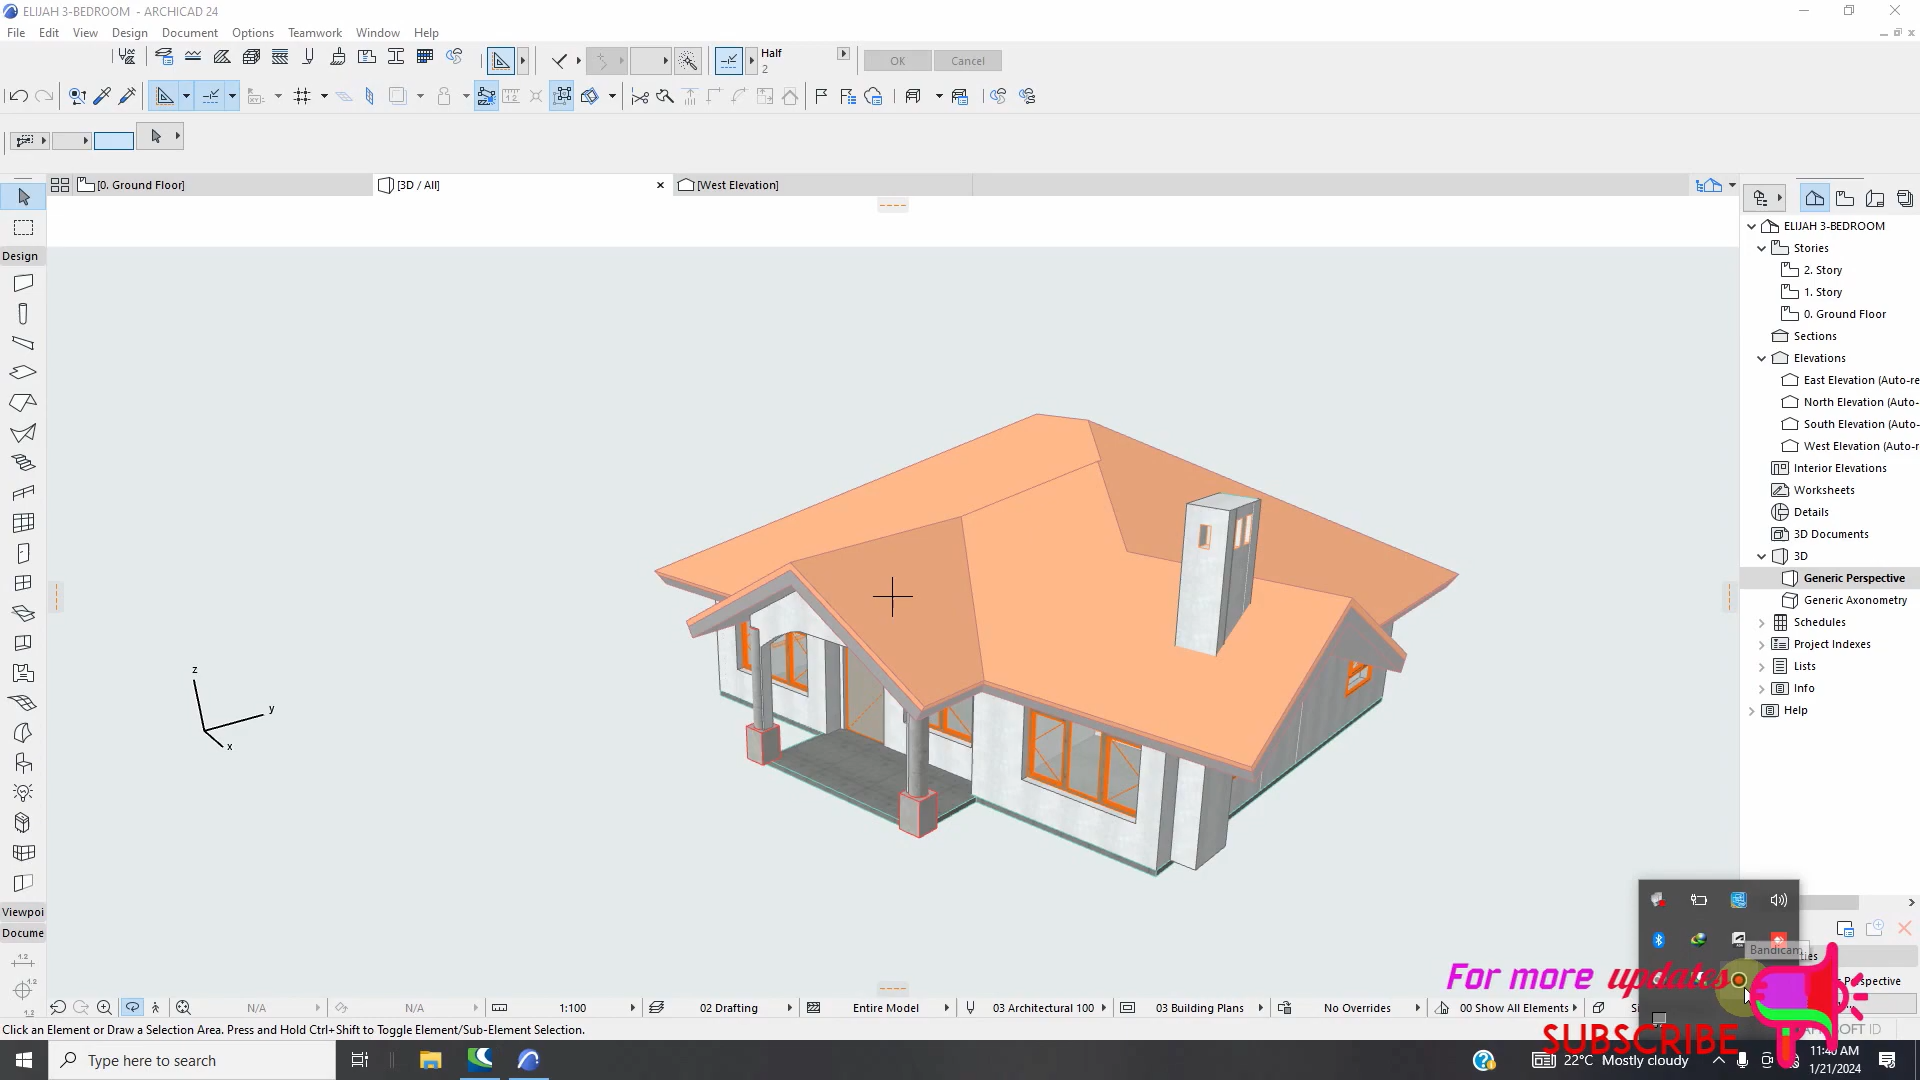 ELIJAH 3-BEDROOM - ARCHICAD 24
File Edit View Design Document Options Teamwork Window Help
Half
2
OK Cancel
[0. Ground Floor]
[3D / All]
[West Elevation]
Design
Viewpoi
Docume
ELIJAH 3-BEDROOM
Stories
2. Story
1. Story
0. Ground Floor
Sections
Elevations
East Elevation (Auto-re
North Elevation (Auto-
South Elevation (Auto
West Elevation (Auto-r
Interior Elevations
Worksheets
Details
3D Documents
3D
Generic Perspective
Generic Axonometry
Schedules
Project Indexes
Lists
Info
Help
z
y
x
Bandicam
ties
Perspective
For more updates
SUBSCRIBE
N/A N/A 1:100 02 Drafting Entire Model 03 Architectural 100 03 Building Plans No Overrides 00 Show All Elements
Click an Element or Draw a Selection Area. Press and Hold Ctrl+Shift to Toggle Element/Sub-Element Selection.
Type here to search
22°C Mostly cloudy
11:40 AM
1/21/2024